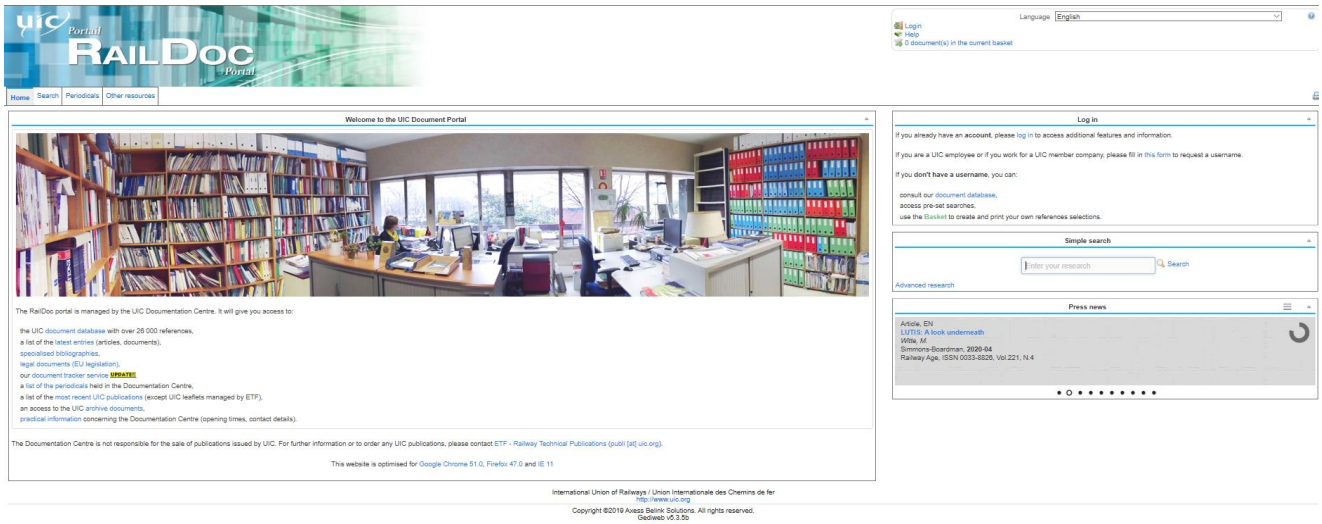 uic
Portail
RAILDOC
Portal
Language English
Login
Help
0 document(s) in the current basket
Home Search Periodicals Other resources
Welcome to the UIC Document Portal
The RailDoc portal is managed by the UIC Documentation Centre. It will give you access to:
the UIC document database with over 26 000 references,
a list of the latest entries (articles, documents),
specialised bibliographies,
legal documents (EU legislation),
our document tracker service UPDATE!!
a list of the periodicals held in the Documentation Centre,
a list of the most recent UIC publications (except UIC leaflets managed by ETF),
an access to the UIC archive documents,
practical information concerning the Documentation Centre (opening times, contact details).
The Documentation Centre is not responsible for the sale of publications issued by UIC. For further information or to order any UIC publications, please contact ETF - Railway Technical Publications (publi [at] uic.org).
This website is optimised for Google Chrome 51.0, Firefox 47.0 and IE 11
Log in
If you already have an account, please log in to access additional features and information.
If you are a UIC employee or if you work for a UIC member company, please fill in this form to request a username.
If you don't have a username, you can:
consult our document database,
access pre-set searches,
use the Basket to create and print your own references selections.
Simple search
Enter your research Search
Advanced research
Press news
Article, EN
LUTIS: A look underneath
Witte, M.
Simmons-Boardman, 2020-04
Railway Age, ISSN 0033-8826, Vol.221, N.4
International Union of Railways / Union Internationale des Chemins de fer
http://www.uic.org
Copyright ©2019 Axess Belink Solutions. All rights reserved.
Gediweb v5.3.5b